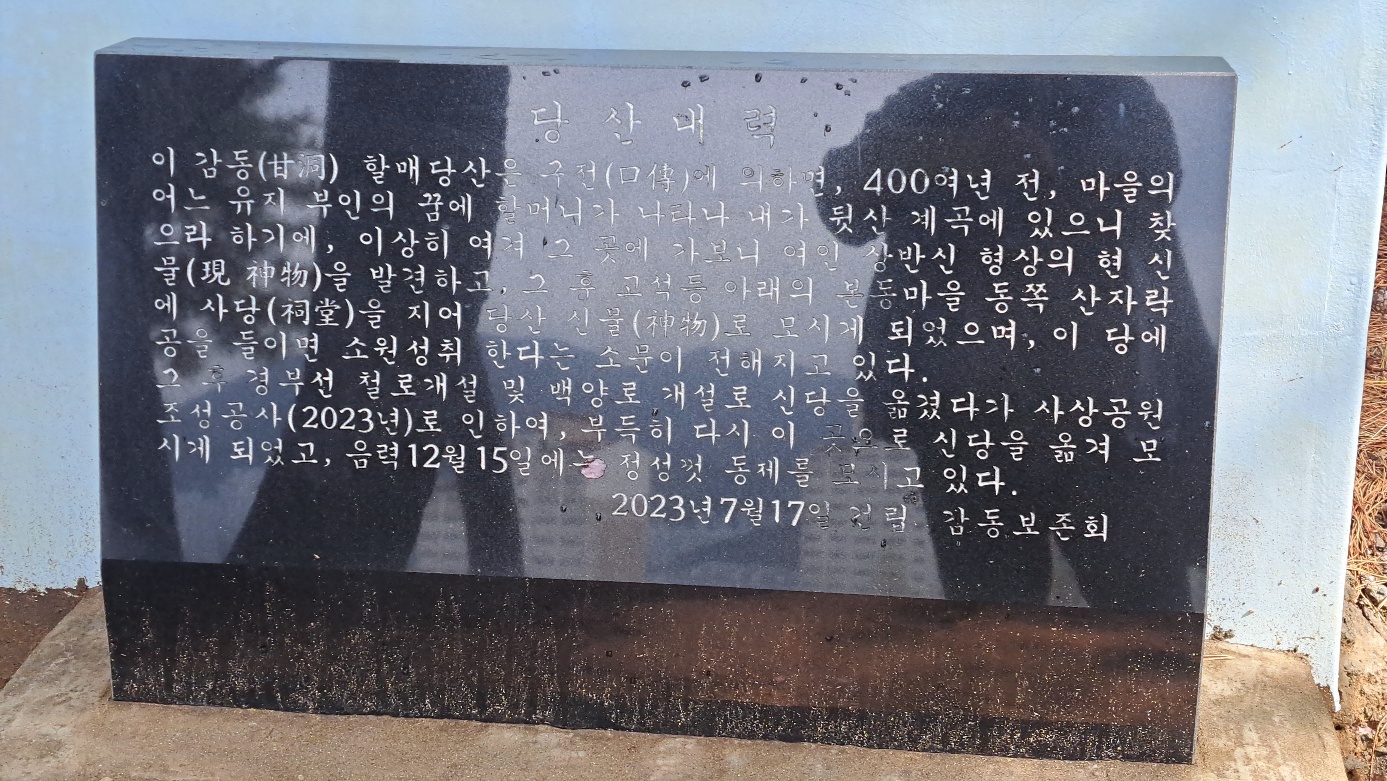 당 산 내 력
이 감동(甘洞) 할매당산은 구전(口傳)에 의하면, 400여년 전, 마을의
어느 유지 부인의 꿈에 할머니가 나타나 내가 뒷산 계곡에 있으니 찾
으라 하기에, 이상히 여겨 그 곳에 가보니 여인 상반신 형상의 현 신
물(現 神物)을 발견하고, 그 후 고석등 아래의 본동마을 동쪽 산자락
에 사당(祠堂)을 지어 당산 신물(神物)로 모시게 되었으며, 이 당에
공을 들이면 소원성취 한다는 소문이 전해지고 있다.
그 후 경부선 철로개설 및 백양로 개설로 신당을 옮겼다가 사상공원
조성공사(2023년)로 인하여, 부득히 다시 이 곳으로 신당을 옮겨 모
시게 되었고, 음력12월15일에는 정성껏 동제를 모시고 있다.
2023년7월17일 건립 감동보존회